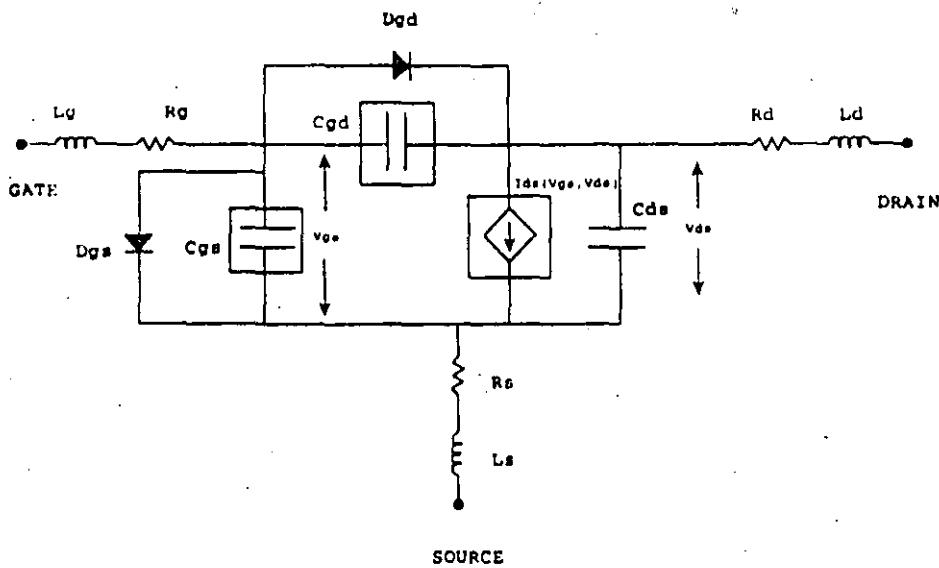 Dgd
Lg
Rg
Cgd
Rd
Ld
GATE
Ids(Vgs,Vds)
DRAIN
Cds
Dgs
Cgs
Vgs
Vds
Rs
Ls
SOURCE